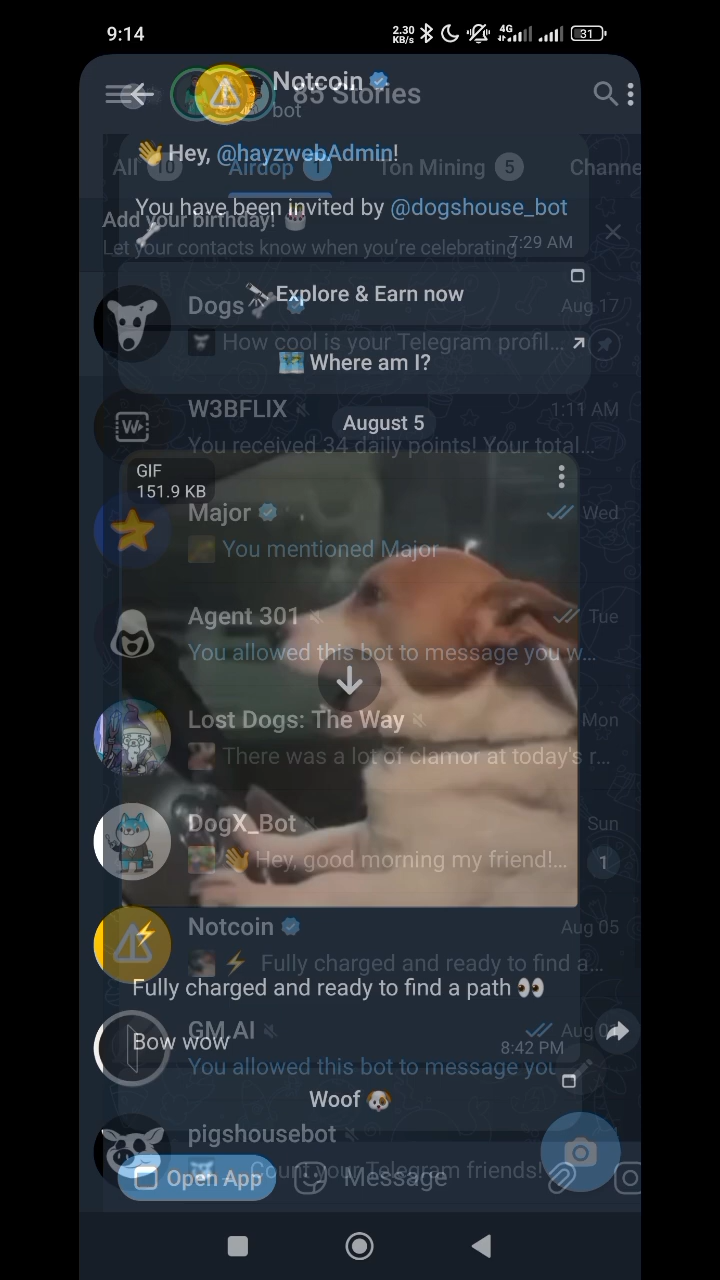 9:14
2.30 KB/s
4G
31
Notcoin
85 Stories
bot
👋 Hey, @hayzwebAdmin!
All 10
Airdop 1
Ton Mining 5
Channe
You have been invited by @dogshouse_bot
Add your birthday! 🎂
Let your contacts know when you're celebrating
🦴
7:29 AM
🔭 Explore & Earn now
Dogs 🦴
Aug 17
How cool is your Telegram profil...
🗺️ Where am I?
W3BFLIX
1:11 AM
August 5
You received 34 daily points! Your total...
GIF
151.9 KB
Major
Wed
You mentioned Major
Agent 301
Tue
You allowed this bot to message you w...
Lost Dogs: The Way
Mon
There was a lot of clamor at today's r...
DogX_Bot
Sun
👋 Hey, good morning my friend!...
1
Notcoin
Aug 05
⚡ Fully charged and ready to find a...
Fully charged and ready to find a path 👀
GM.AI
Bow wow
8:42 PM
You allowed this bot to message you
Woof 🐶
pigshousebot
Count your Telegram friends!
Open App
Message